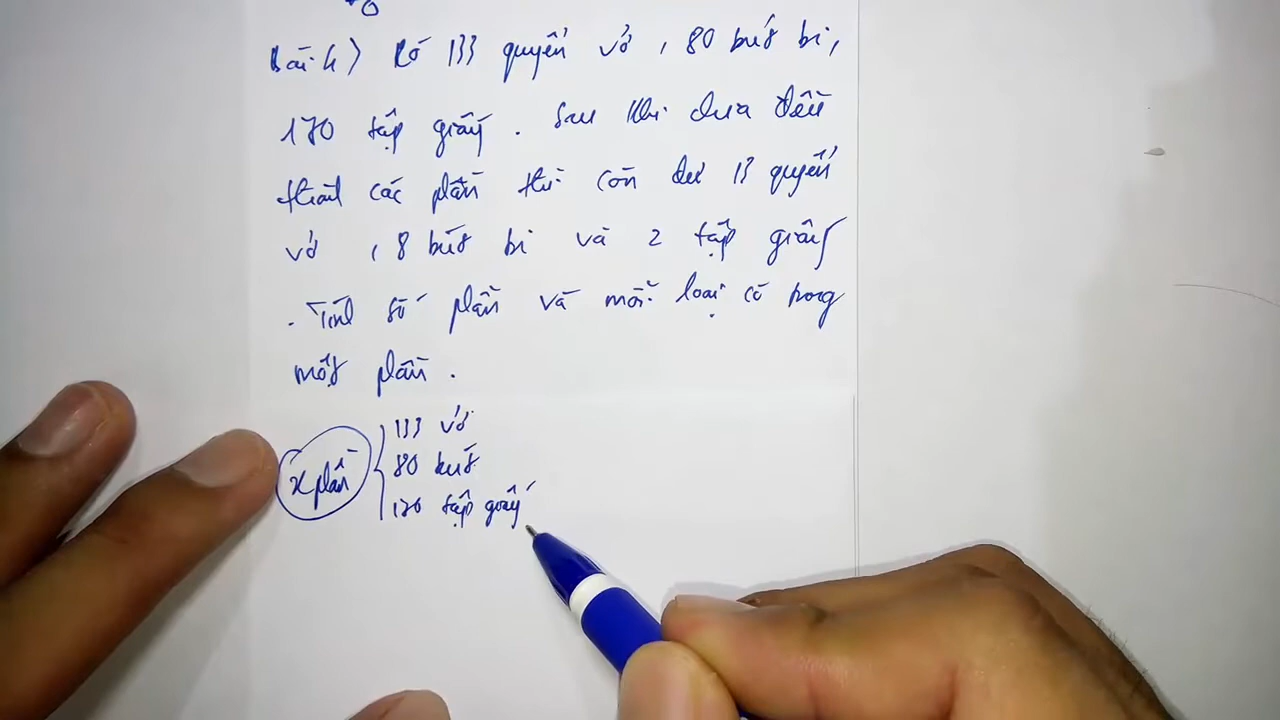 Bài 4) Có 133 quyển vở, 80 bút bi,
170 tập giấy. Sau khi chia đều
thành các phần thì còn dư 13 quyển
vở, 8 bút bi và 2 tập giấy
. Tính số phần và mỗi loại có trong
một phần.
x phần { 133 vở
80 bút
170 tập giấy